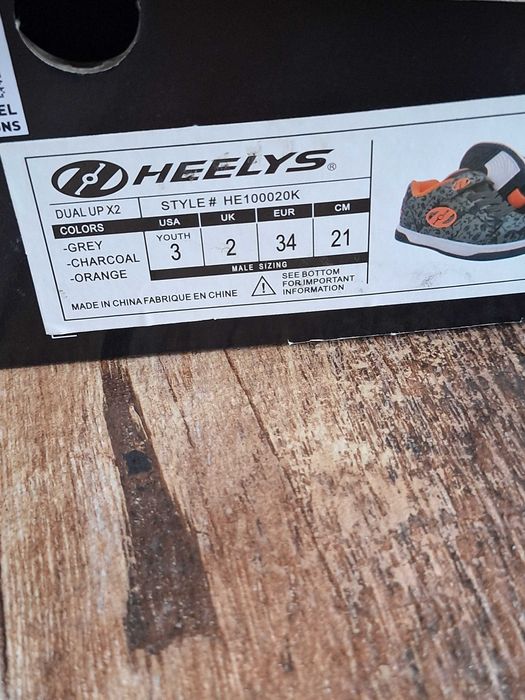 EL
NS
HEELYS®
DUAL UP X2
STYLE # HE100020K
COLORS
-GREY
-CHARCOAL
-ORANGE
USA UK EUR CM
YOUTH
3 2 34 21
MALE SIZING
MADE IN CHINA FABRIQUE EN CHINE
SEE BOTTOM
FOR IMPORTANT
INFORMATION